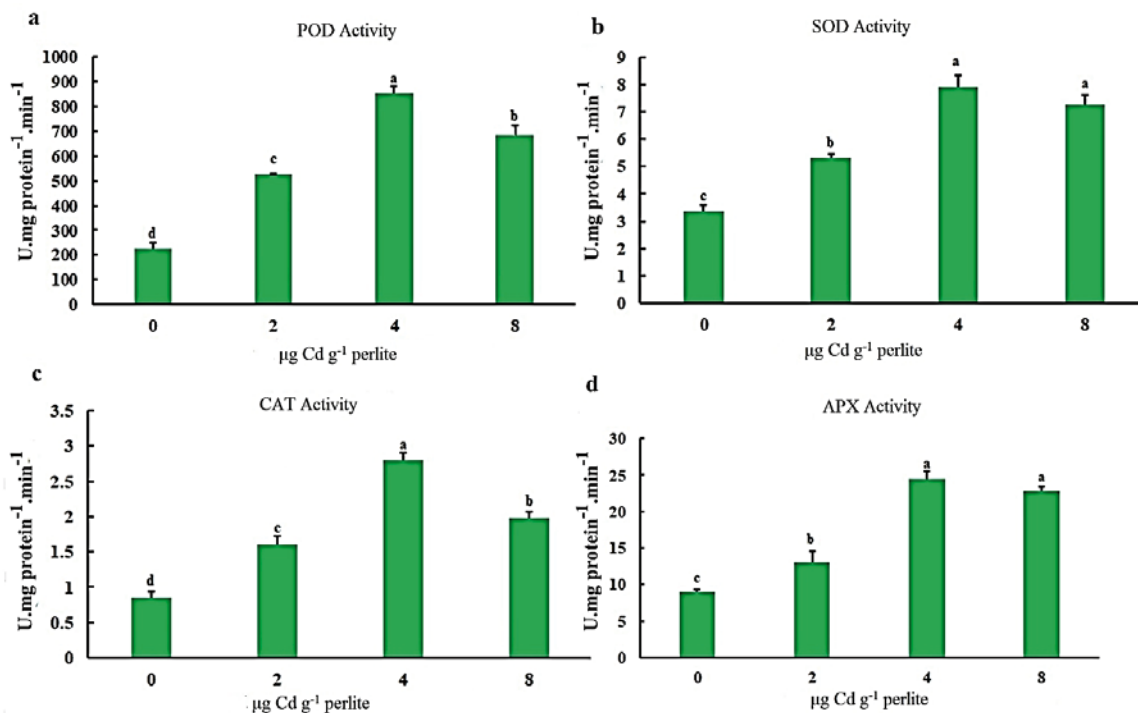 a
POD Activity
U.mg protein⁻¹.min⁻¹
1000
900
800
700
600
500
400
300
200
100
0
d
c
a
b
0 2 4 8
µg Cd g⁻¹ perlite
b
SOD Activity
U.mg protein⁻¹.min⁻¹
9
8
7
6
5
4
3
2
1
0
c
b
a
a
0 2 4 8
µg Cd g⁻¹ perlite
c
CAT Activity
U.mg protein⁻¹.min⁻¹
3.5
3
2.5
2
1.5
1
0.5
0
d
c
a
b
0 2 4 8
µg Cd g⁻¹ perlite
d
APX Activity
U.mg protein⁻¹.min⁻¹
30
25
20
15
10
5
0
c
b
a
a
0 2 4 8
µg Cd g⁻¹ perlite